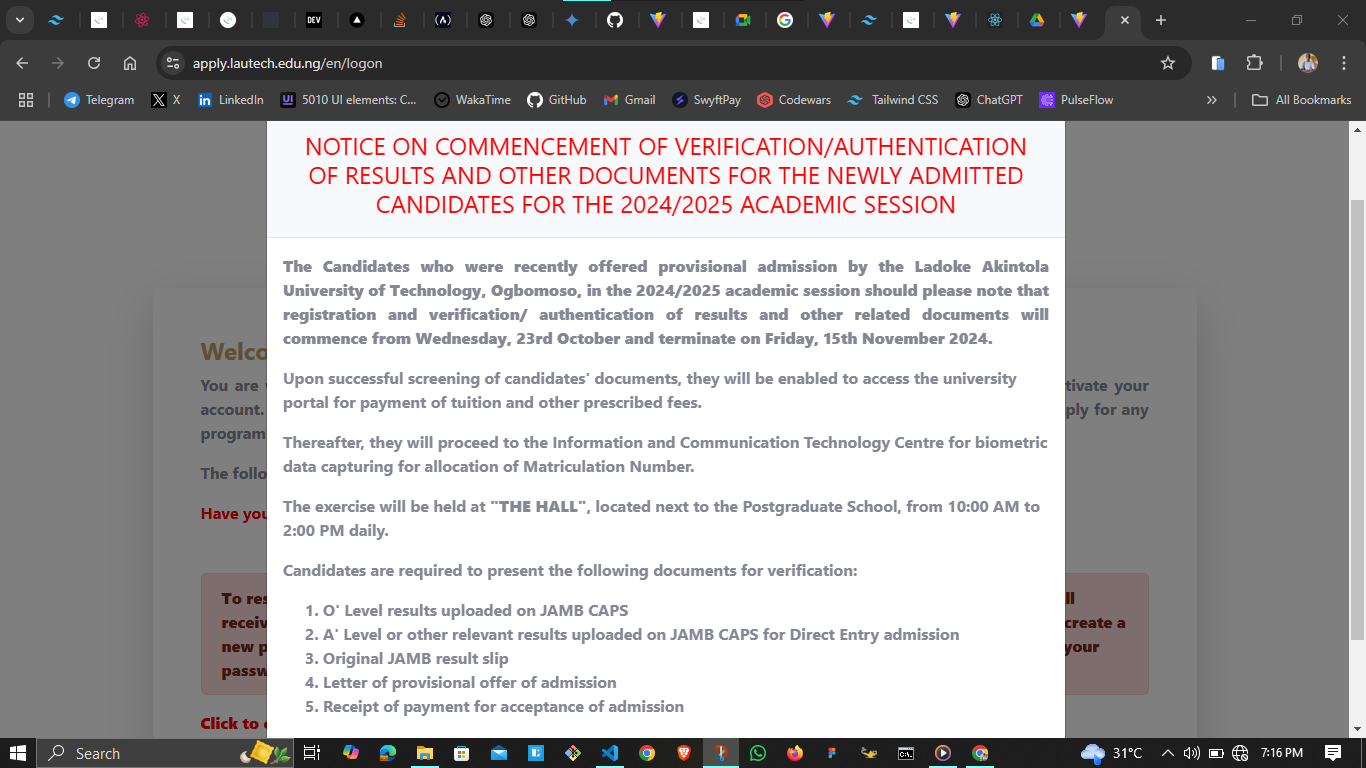 apply.lautech.edu.ng/en/logon
Telegram X LinkedIn 5010 UI elements: C... WakaTime GitHub Gmail SwyftPay Codewars Tailwind CSS ChatGPT PulseFlow » All Bookmarks
NOTICE ON COMMENCEMENT OF VERIFICATION/AUTHENTICATION
OF RESULTS AND OTHER DOCUMENTS FOR THE NEWLY ADMITTED
CANDIDATES FOR THE 2024/2025 ACADEMIC SESSION
The Candidates who were recently offered provisional admission by the Ladoke Akintola
University of Technology, Ogbomoso, in the 2024/2025 academic session should please note that
registration and verification/ authentication of results and other related documents will
commence from Wednesday, 23rd October and terminate on Friday, 15th November 2024.
Upon successful screening of candidates' documents, they will be enabled to access the university
portal for payment of tuition and other prescribed fees.
Thereafter, they will proceed to the Information and Communication Technology Centre for biometric
data capturing for allocation of Matriculation Number.
The exercise will be held at "THE HALL", located next to the Postgraduate School, from 10:00 AM to
2:00 PM daily.
Candidates are required to present the following documents for verification:
1. O' Level results uploaded on JAMB CAPS
2. A' Level or other relevant results uploaded on JAMB CAPS for Direct Entry admission
3. Original JAMB result slip
4. Letter of provisional offer of admission
5. Receipt of payment for acceptance of admission
Welco
You are
tivate your
account.
ply for any
program
The follo
Have you
To res
ll
receiv
create a
new p
your
passw
Click to
Search
31°C
7:16 PM